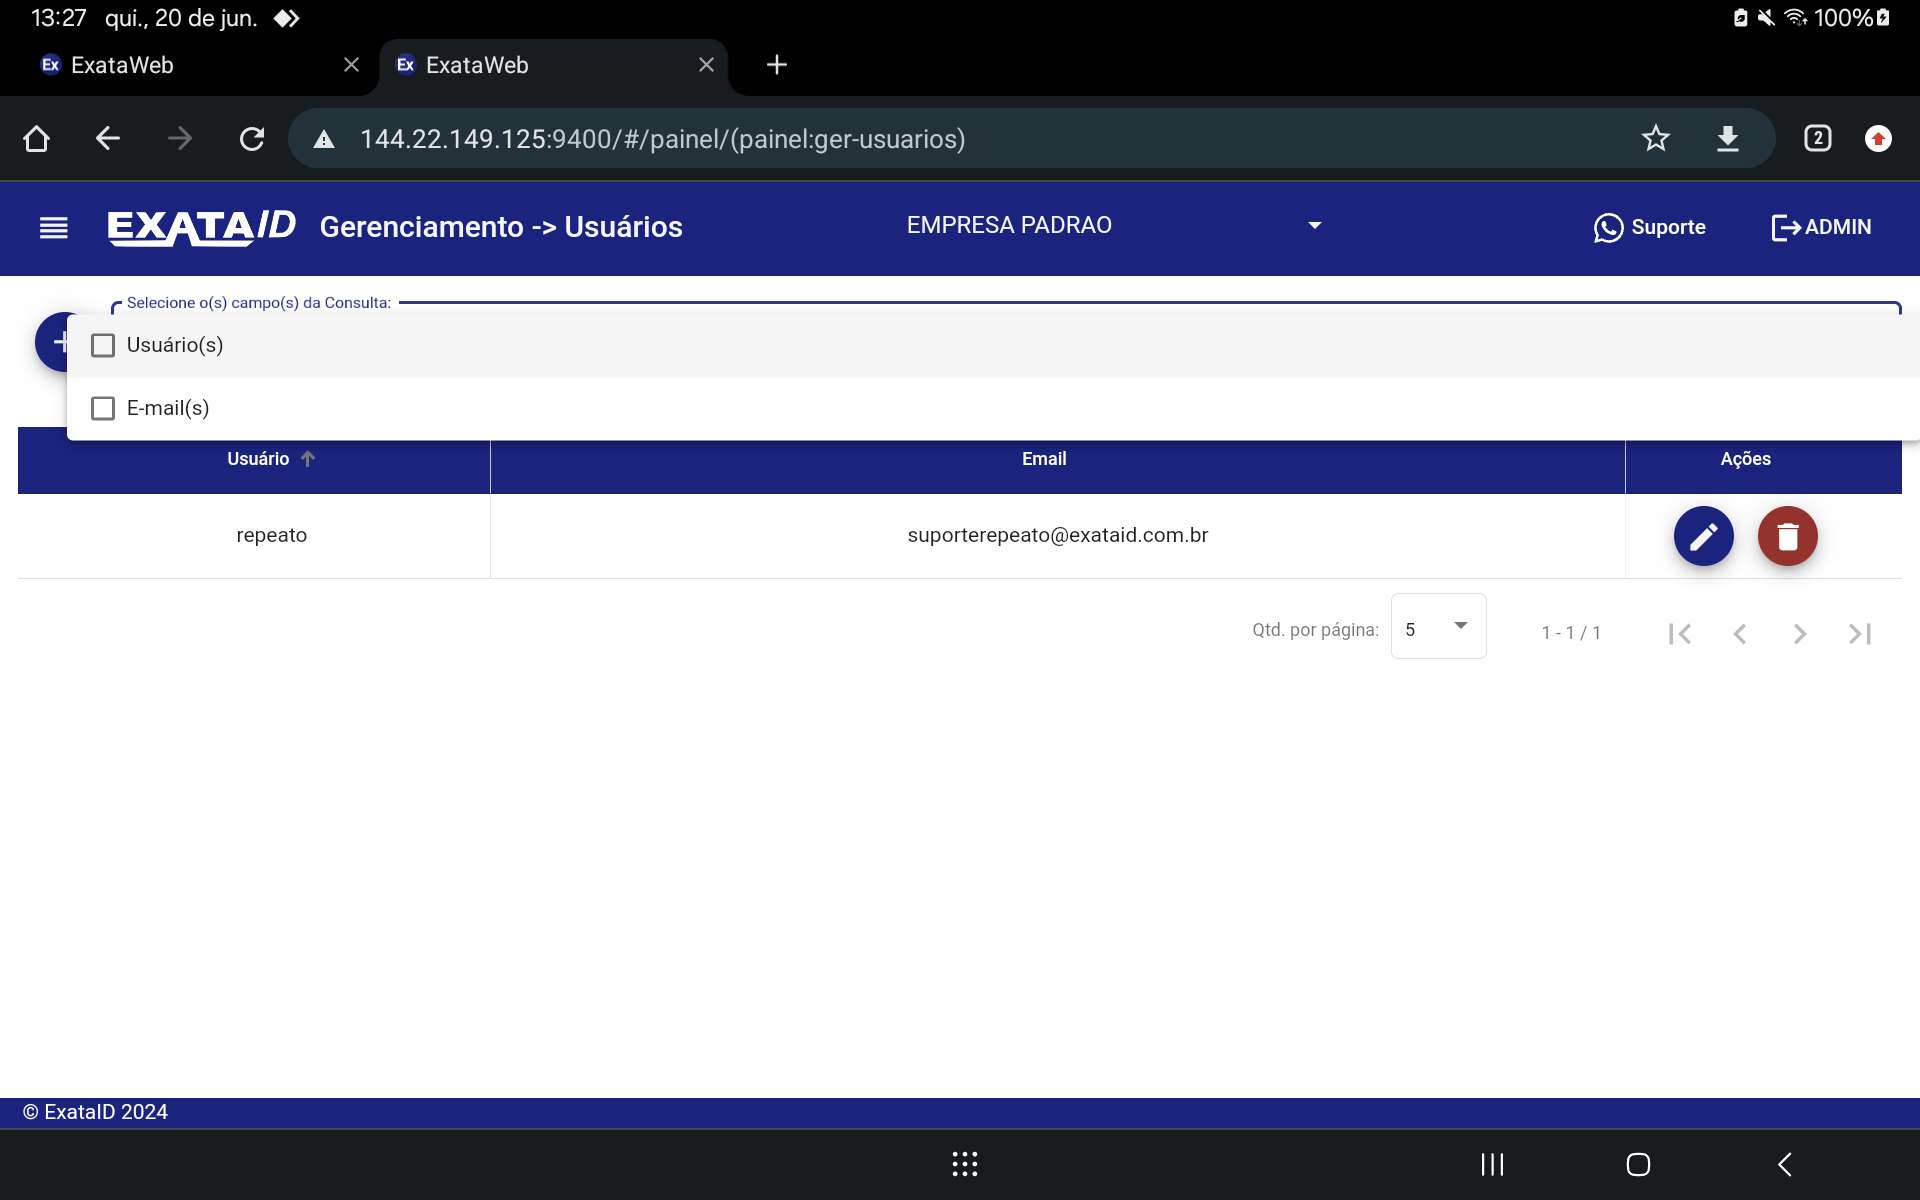 13:27 qui., 20 de jun. 100%
Ex ExataWeb Ex ExataWeb
144.22.149.125:9400/#/painel/(painel:ger-usuarios) 2
EXATAID Gerenciamento -> Usuários EMPRESA PADRAO Suporte ADMIN
Selecione o(s) campo(s) da Consulta:
Usuário(s)
E-mail(s)
Usuário Email Ações
repeato suporterepeato@exataid.com.br
Qtd. por página: 5 1 - 1 / 1
© ExataID 2024